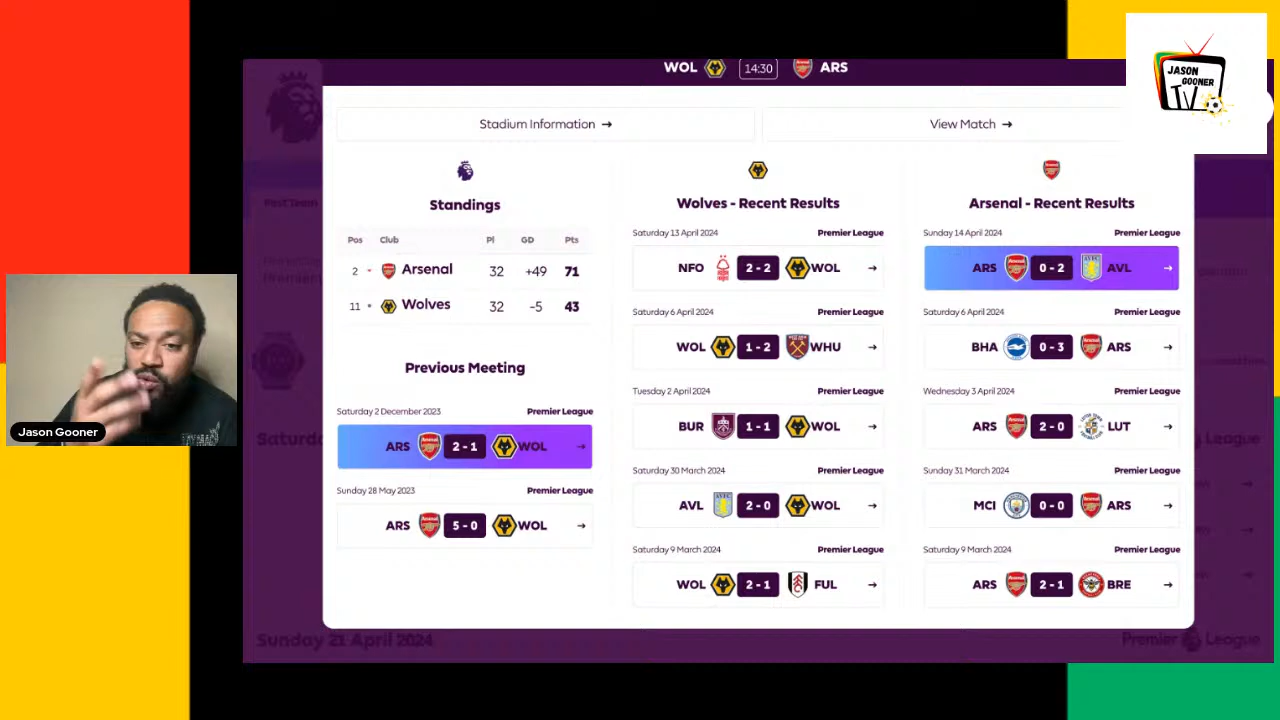 WOL 14:30 ARS
JASON
GOONER
TV
Stadium Information →
View Match →
Standings
Pos Club Pl GD Pts
2 Arsenal 32 +49 71
11 Wolves 32 -5 43
Previous Meeting
Saturday 2 December 2023 Premier League
ARS 2 - 1 WOL →
Sunday 28 May 2023 Premier League
ARS 5 - 0 WOL →
Wolves - Recent Results
Saturday 13 April 2024 Premier League
NFO 2 - 2 WOL →
Saturday 6 April 2024 Premier League
WOL 1 - 2 WHU →
Tuesday 2 April 2024 Premier League
BUR 1 - 1 WOL →
Saturday 30 March 2024 Premier League
AVL 2 - 0 WOL →
Saturday 9 March 2024 Premier League
WOL 2 - 1 FUL →
Arsenal - Recent Results
Sunday 14 April 2024 Premier League
ARS 0 - 2 AVL →
Saturday 6 April 2024 Premier League
BHA 0 - 3 ARS →
Wednesday 3 April 2024 Premier League
ARS 2 - 0 LUT →
Sunday 31 March 2024 Premier League
MCI 0 - 0 ARS →
Saturday 9 March 2024 Premier League
ARS 2 - 1 BRE →
Jason Gooner
Saturd
Sunday 21 April 2024 Premier League